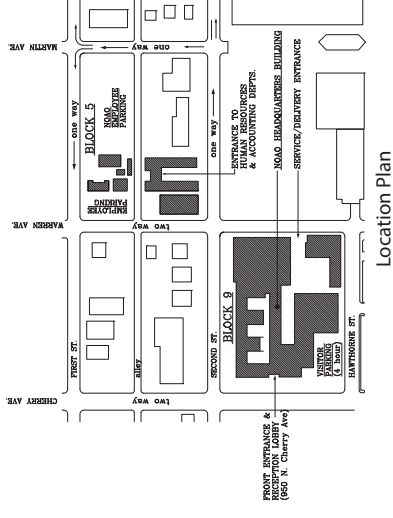 MARTIN AVE.
one way
one way
BLOCK 5
NOAO
EMPLOYEE
PARKING
EMPLOYEE
PARKING
one way
ENTRANCE TO
HUMAN RESOURCES
& ACCOUNTING DEPTS.
NOAO HEADQUARTERS BUILDING
SERVICE/DELIVERY ENTRANCE
WARREN AVE.
two way
FIRST ST.
alley
SECOND ST.
BLOCK 9
VISITOR
PARKING
(4 hour)
HAWTHORNE ST.
CHERRY AVE.
two way
FRONT ENTRANCE &
RECEPTION LOBBY
(950 N. Cherry Ave)
Location Plan